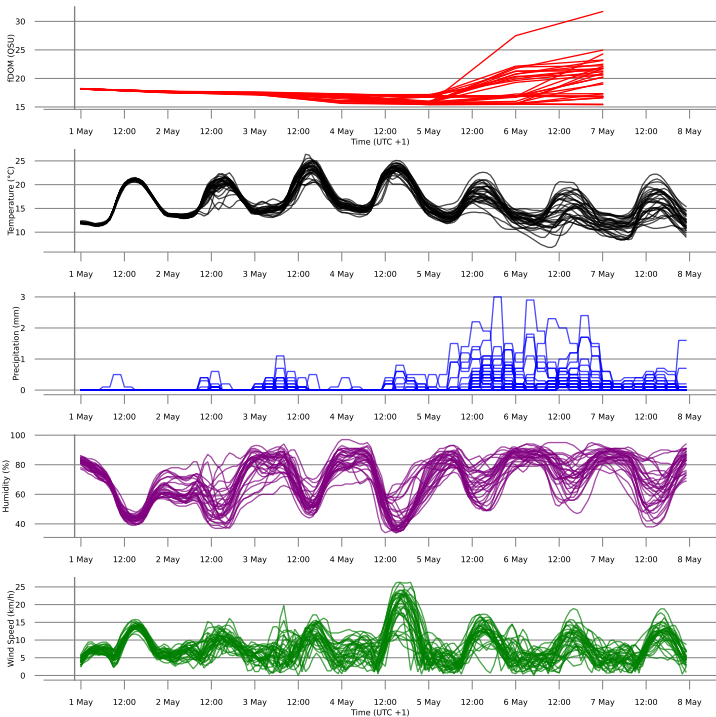 fDOM (QSU)
30
25
20
15
1 May 12:00 2 May 12:00 3 May 12:00 4 May 12:00 5 May 12:00 6 May 12:00 7 May 12:00 8 May
Time (UTC +1)
Temperature (°C)
25
20
15
10
1 May 12:00 2 May 12:00 3 May 12:00 4 May 12:00 5 May 12:00 6 May 12:00 7 May 12:00 8 May
Precipitation (mm)
3
2
1
0
1 May 12:00 2 May 12:00 3 May 12:00 4 May 12:00 5 May 12:00 6 May 12:00 7 May 12:00 8 May
Humidity (%)
100
80
60
40
1 May 12:00 2 May 12:00 3 May 12:00 4 May 12:00 5 May 12:00 6 May 12:00 7 May 12:00 8 May
Wind Speed (km/h)
25
20
15
10
5
0
1 May 12:00 2 May 12:00 3 May 12:00 4 May 12:00 5 May 12:00 6 May 12:00 7 May 12:00 8 May
Time (UTC +1)